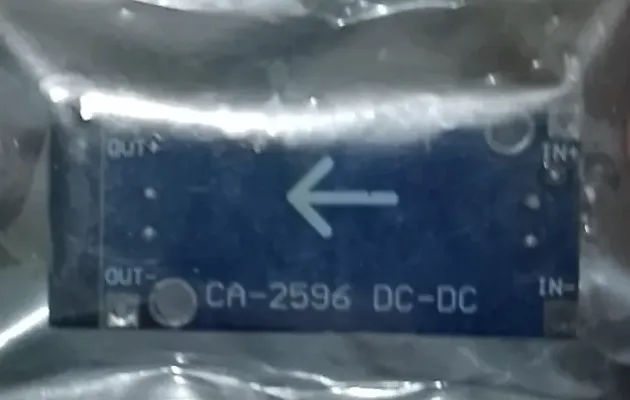 OUT+
IN+
OUT-
IN-
CA-2596 DC-DC